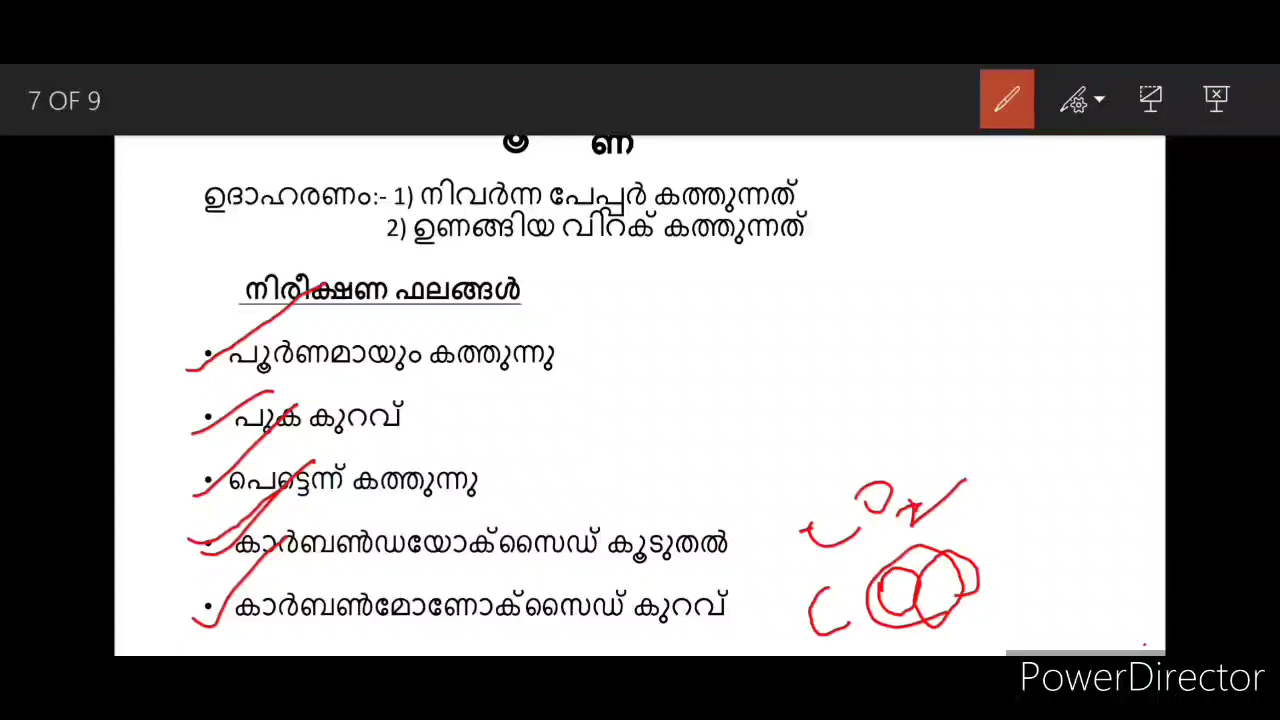 7 OF 9
ഉദാഹരണം:- 1) നിവർന്ന പേപ്പർ കത്തുന്നത്
2) ഉണങ്ങിയ വിറക് കത്തുന്നത്
നിരീക്ഷണ ഫലങ്ങൾ
• പൂർണമായും കത്തുന്നു
• പുക കുറവ്
• പെട്ടെന്ന് കത്തുന്നു
• കാർബൺഡയോക്സൈഡ് കൂടുതൽ
• കാർബൺമോണോക്സൈഡ് കുറവ്
PowerDirector